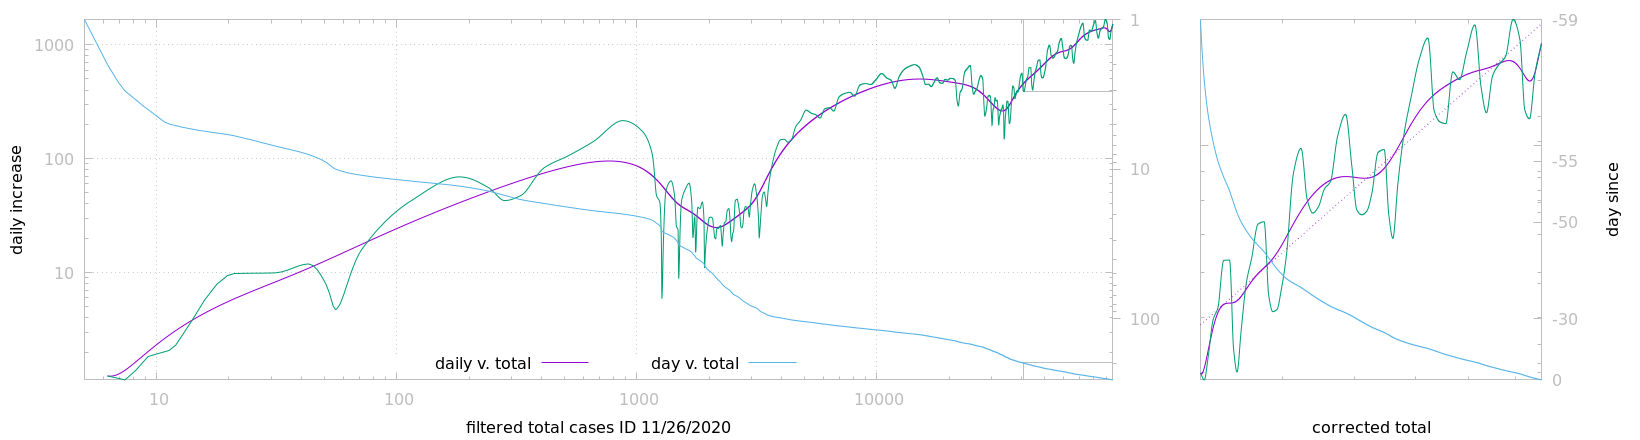 1000
100
10
daily increase
10
100
1000
10000
filtered total cases ID 11/26/2020
daily v. total
day v. total
1
10
100
-59
-55
-50
-30
0
day since
corrected total